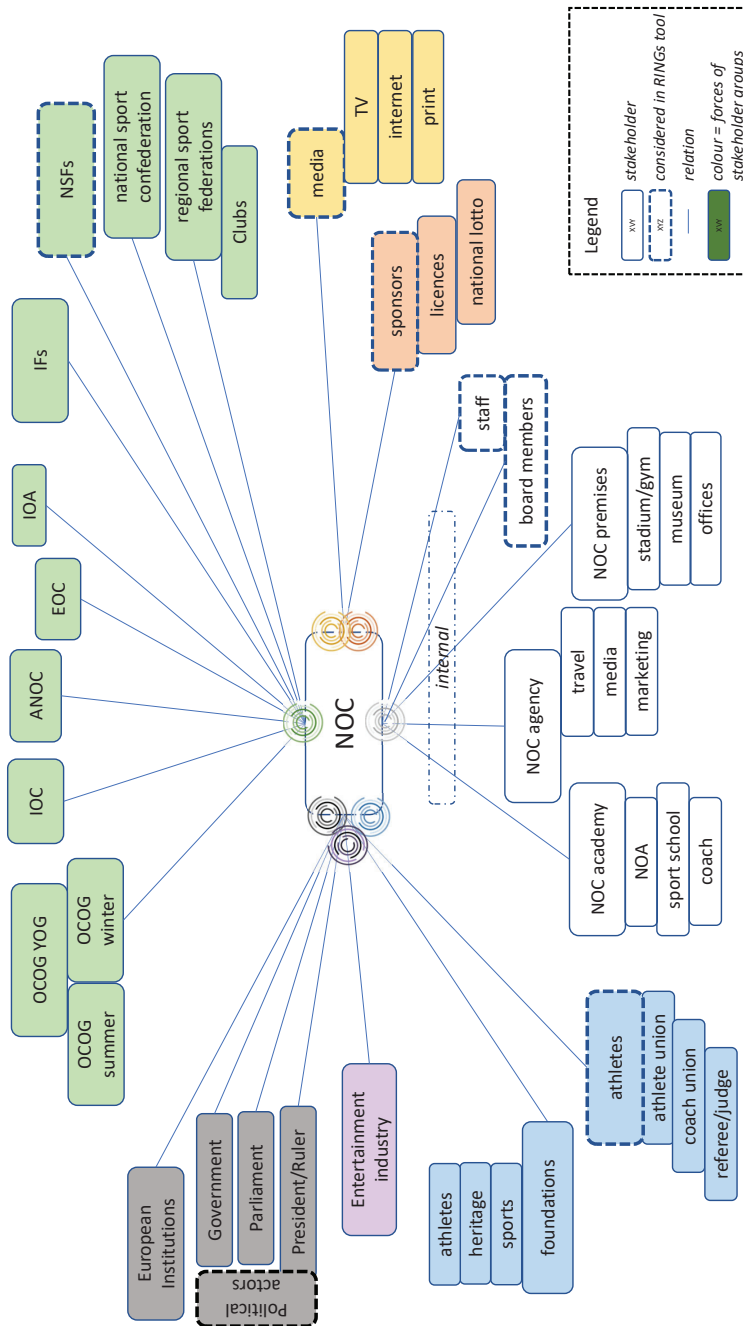 OCOG YOG
OCOG
summer
OCOG
winter
IOC
ANOC
EOC
IOA
IFs
NSFs
national sport
confederation
regional sport
federations
Clubs
European
Institutions
Government
Parliament
President/Ruler
Political
actors
Entertainment
industry
NOC
media
TV
internet
print
sponsors
licences
national lotto
internal
staff
board members
athletes
heritage
sports
foundations
athletes
athlete union
coach union
referee/judge
NOC academy
NOA
sport school
coach
NOC agency
travel
media
marketing
NOC premises
stadium/gym
museum
offices
Legend
stakeholder
XYZ
considered in RINGs tool
relation
colour = forces of
stakeholder groups